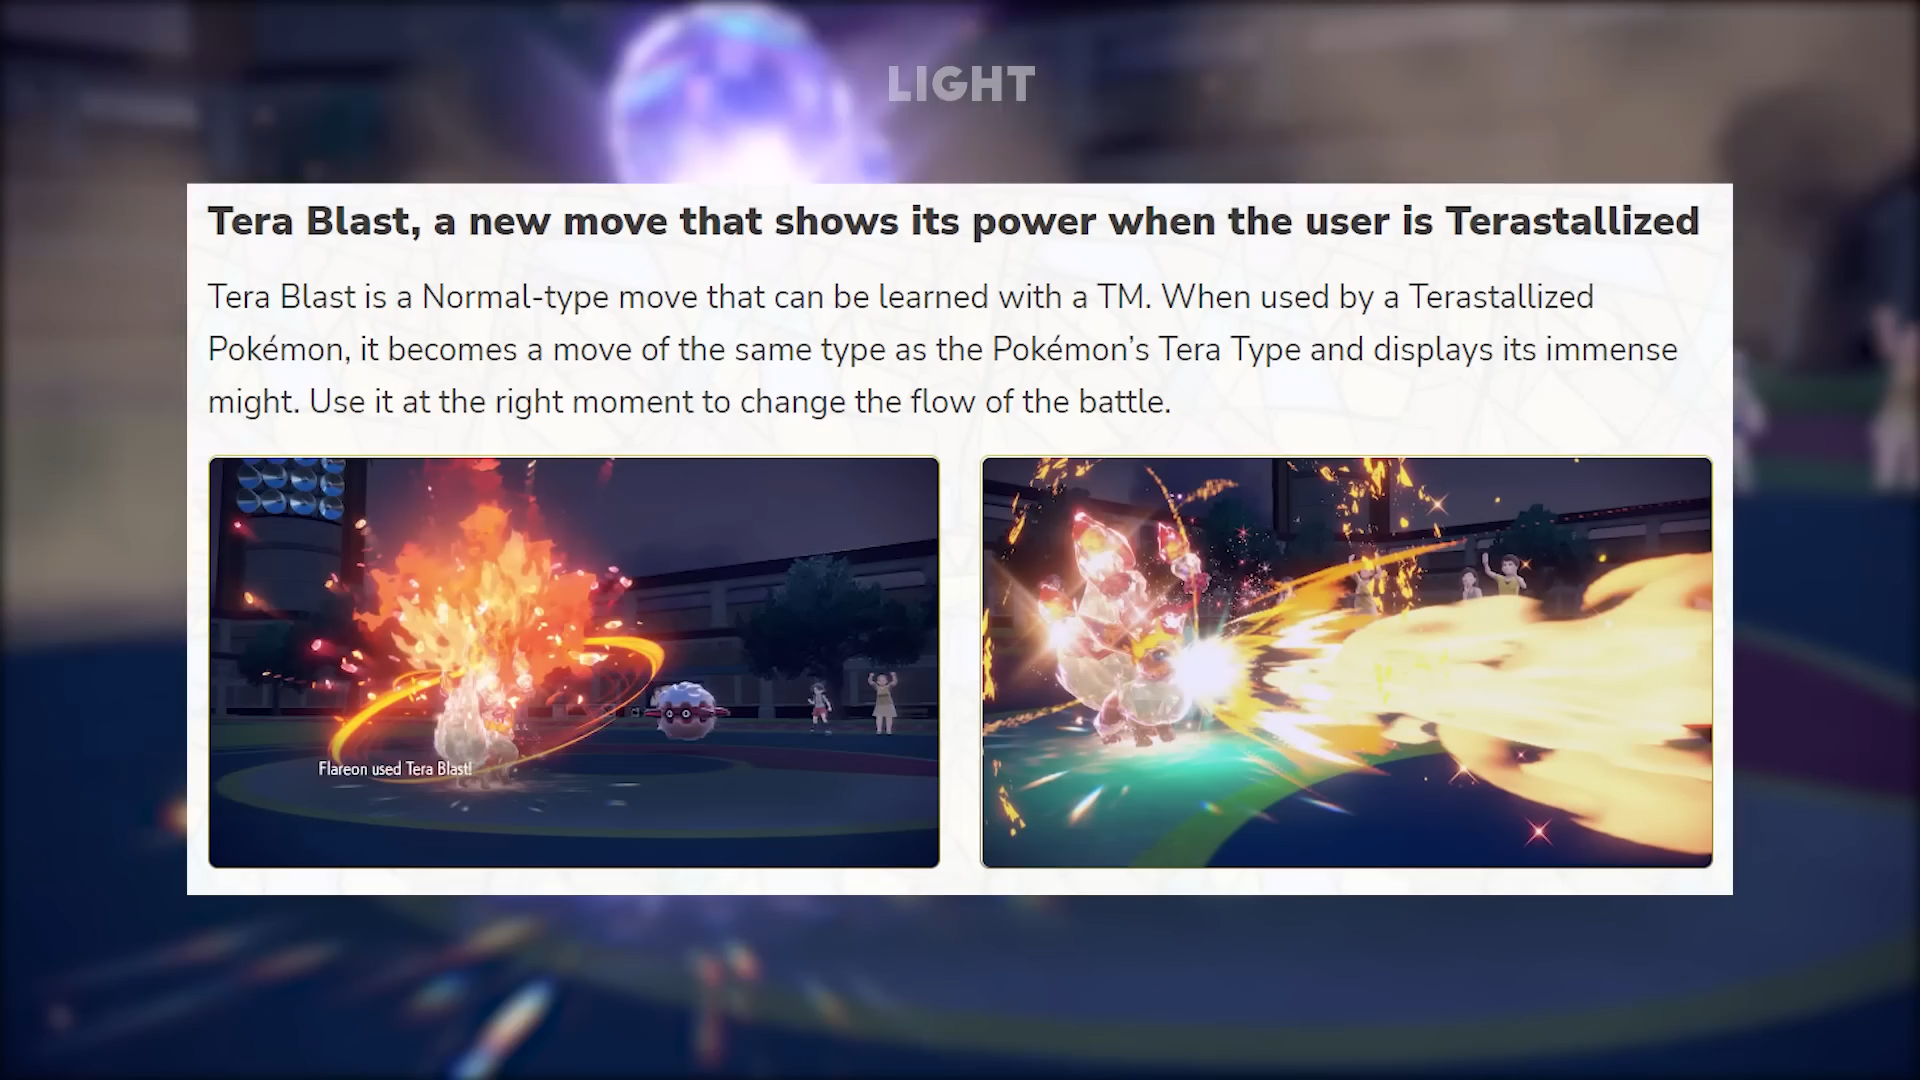 LIGHT
Tera Blast, a new move that shows its power when the user is Terastallized
Tera Blast is a Normal-type move that can be learned with a TM. When used by a Terastallized
Pokémon, it becomes a move of the same type as the Pokémon’s Tera Type and displays its immense
might. Use it at the right moment to change the flow of the battle.
Flareon used Tera Blast!